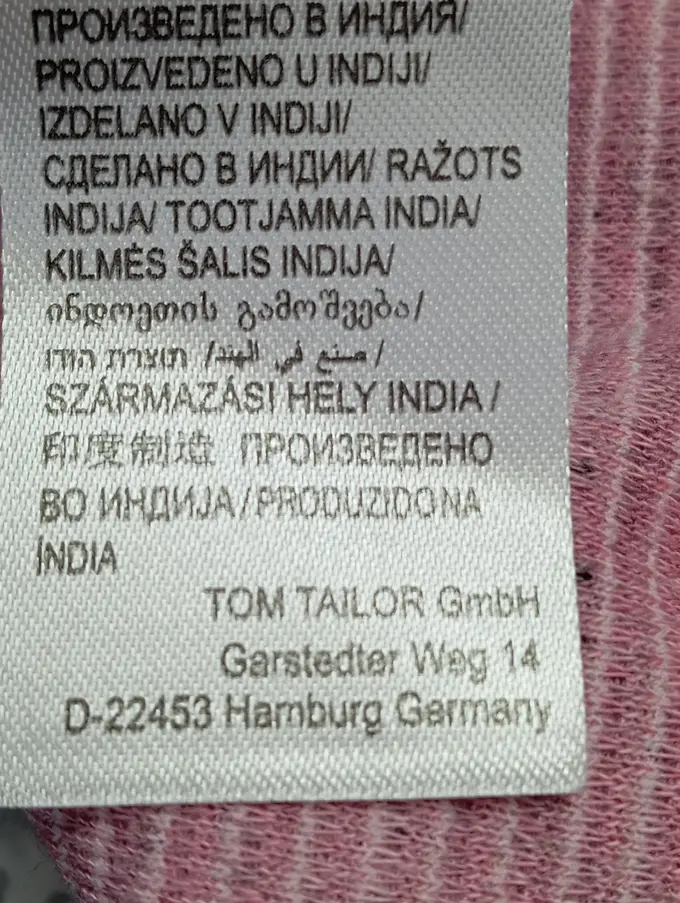 ПРОИЗВЕДЕНО В ИНДИЯ/
PROIZVEDENO U INDIJI/
IZDELANO V INDIJI/
СДЕЛАНО В ИНДИИ/ RAŽOTS
INDIJA/ TOOTJAMMA INDIA/
KILMĖS ŠALIS INDIJA/
ინდოეთის გამოშვება/
תוצרת הודו /صنع في الهند/
SZÁRMAZÁSI HELY INDIA /
印度制造 ПРОИЗВЕДЕНО
ВО ИНДИЈА/PRODUZIDO NA
ÍNDIA
TOM TAILOR GmbH
Garstedter Weg 14
D-22453 Hamburg Germany